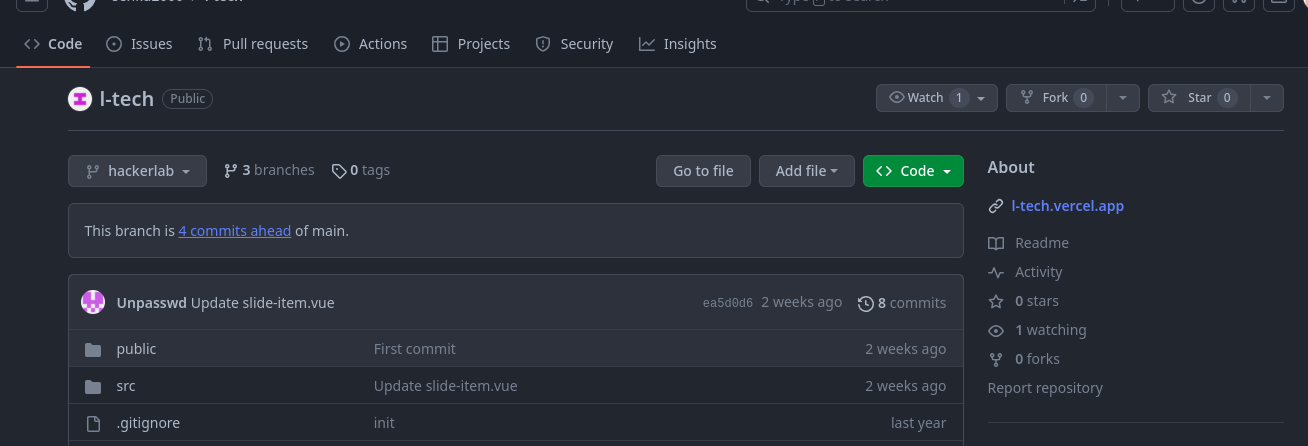 Type / to search
Code Issues Pull requests Actions Projects Security Insights
l-tech Public
Watch 1 Fork 0 Star 0
hackerlab 3 branches 0 tags Go to file Add file Code
This branch is 4 commits ahead of main.
Unpasswd Update slide-item.vue ea5d0d6 2 weeks ago 8 commits
public First commit 2 weeks ago
src Update slide-item.vue 2 weeks ago
.gitignore init last year
About
l-tech.vercel.app
Readme
Activity
0 stars
1 watching
0 forks
Report repository